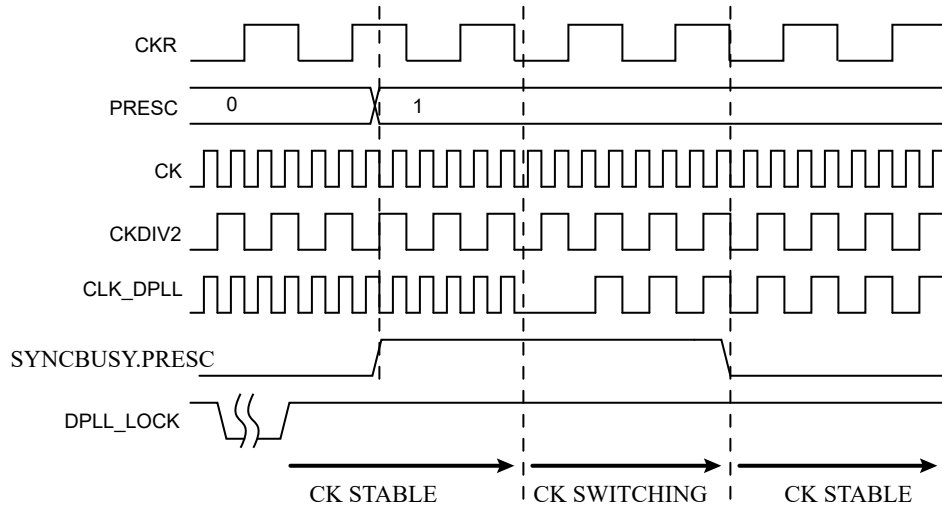 CKR
PRESC 0 1
CK
CKDIV2
CLK_DPLL
SYNCBUSY.PRESC
DPLL_LOCK
CK STABLE CK SWITCHING CK STABLE